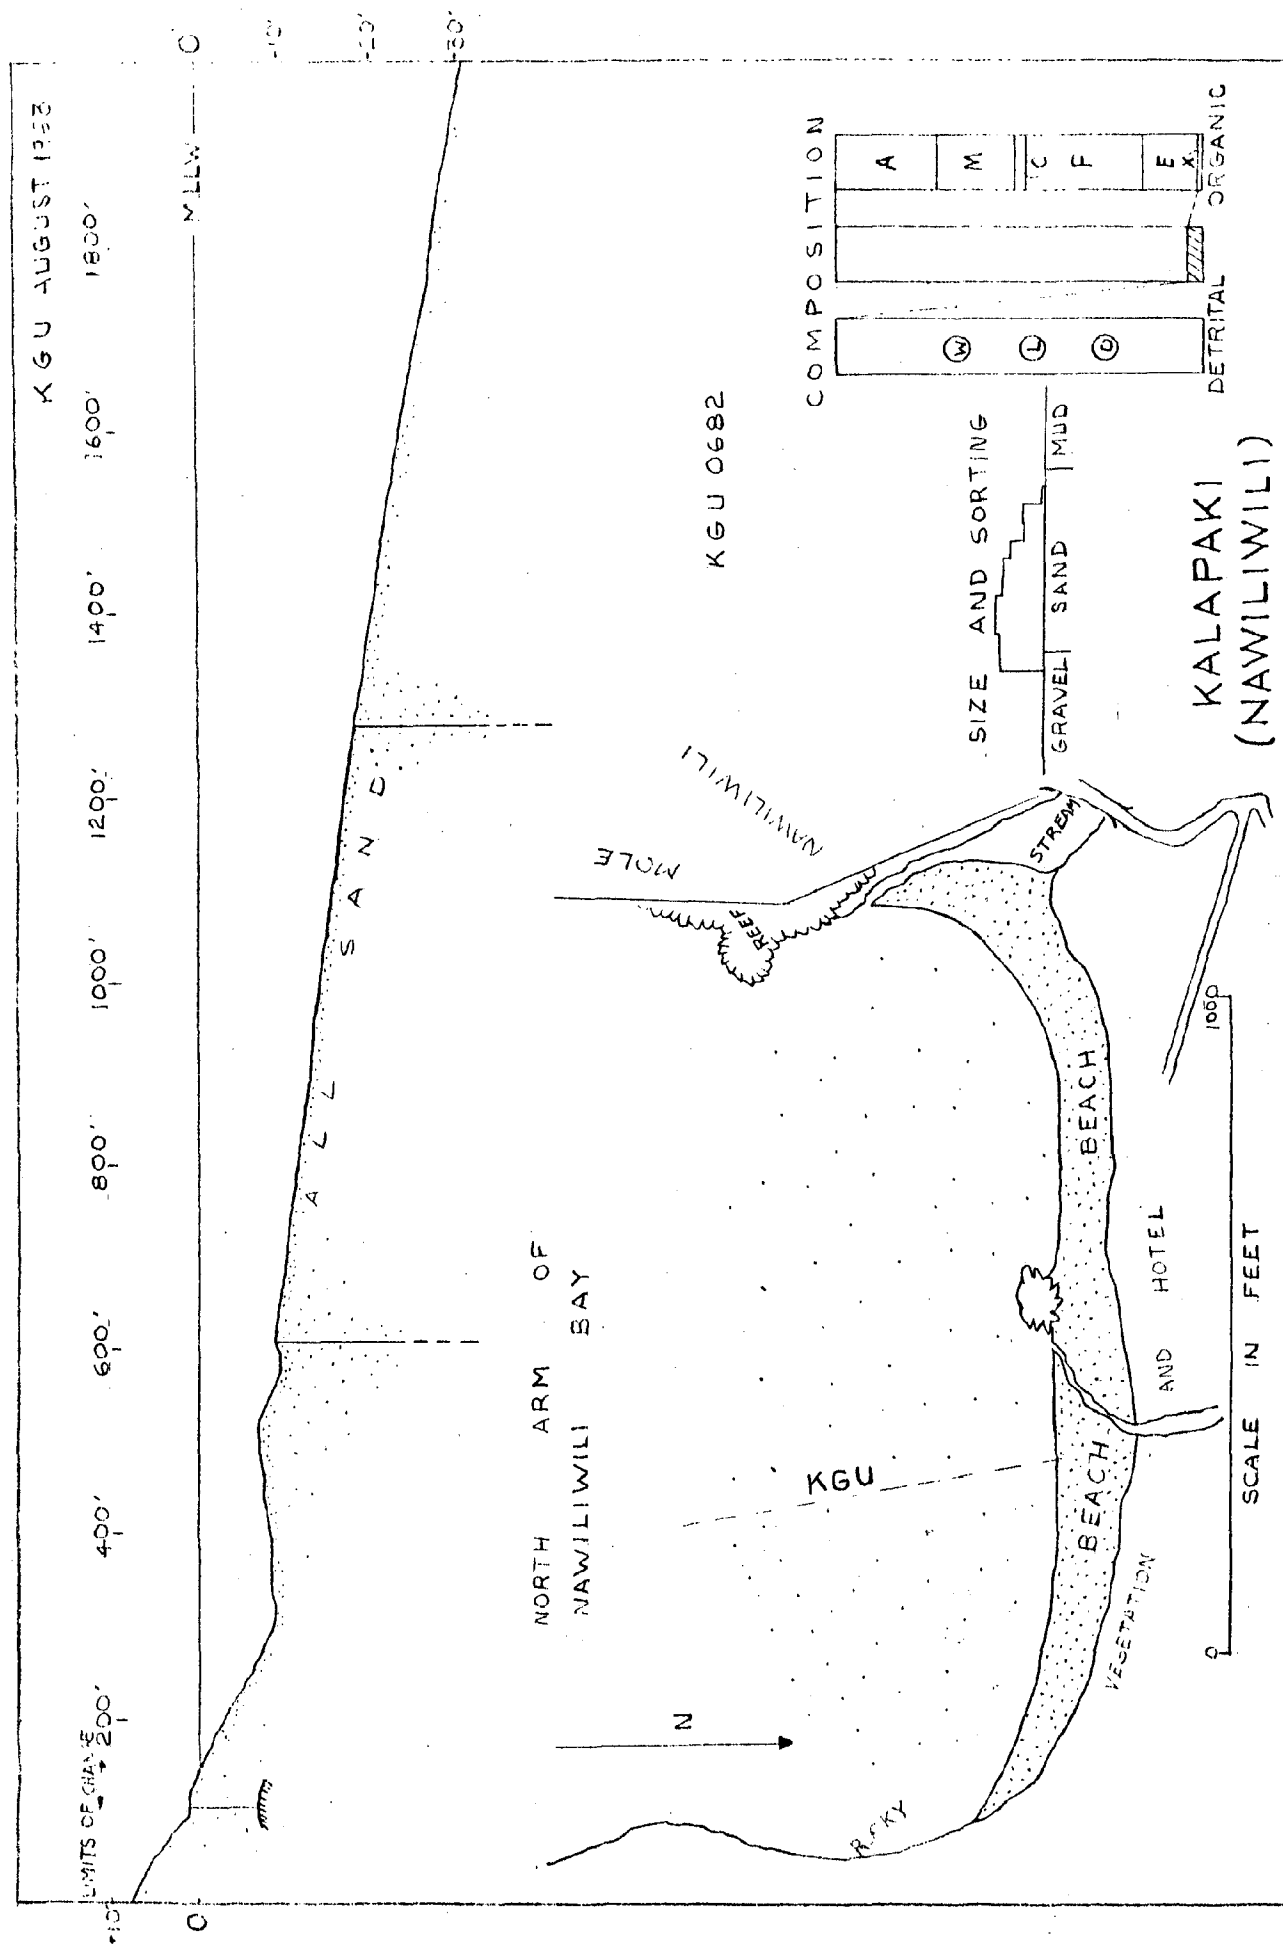 KGU AUGUST 1963
LIMITS OF CHANGE
200' 400' 600' 800' 1000' 1200' 1400' 1600' 1800'
+10'
0
MLLW
0
-10'
-20'
-30'
ALL SAND
NORTH ARM OF
NAWILIWILI BAY
N
ROCKY
KGU
MOLE
REEF
NAWILIWILI
STREAM
BEACH
BEACH
VEGETATION AND HOTEL
0 1000
SCALE IN FEET
KGU 0682
SIZE AND SORTING
GRAVEL SAND MUD
COMPOSITION
W L O
A M C F E X
DETRITAL ORGANIC
KALAPAKI
(NAWILIWILI)